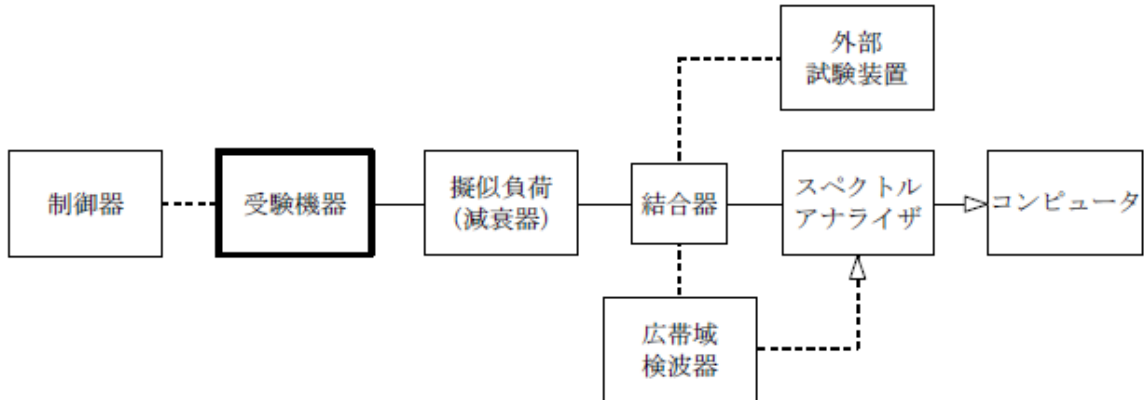 外部
試験装置
制御器
受験機器
擬似負荷
(減衰器)
結合器
スペクトル
アナライザ
コンピュータ
広帯域
検波器